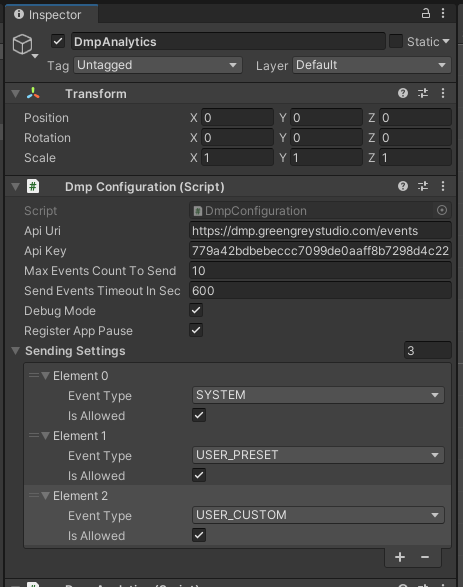 Inspector
DmpAnalytics
Static
Tag Untagged Layer Default
Transform
Position X 0 Y 0 Z 0
Rotation X 0 Y 0 Z 0
Scale X 1 Y 1 Z 1
Dmp Configuration (Script)
Script DmpConfiguration
Api Uri https://dmp.greengreystudio.com/events
Api Key 779a42bdbebeccc7099de0aaff8b7298d4c22
Max Events Count To Send 10
Send Events Timeout In Sec 600
Debug Mode
Register App Pause
Sending Settings 3
Element 0
Event Type SYSTEM
Is Allowed
Element 1
Event Type USER_PRESET
Is Allowed
Element 2
Event Type USER_CUSTOM
Is Allowed